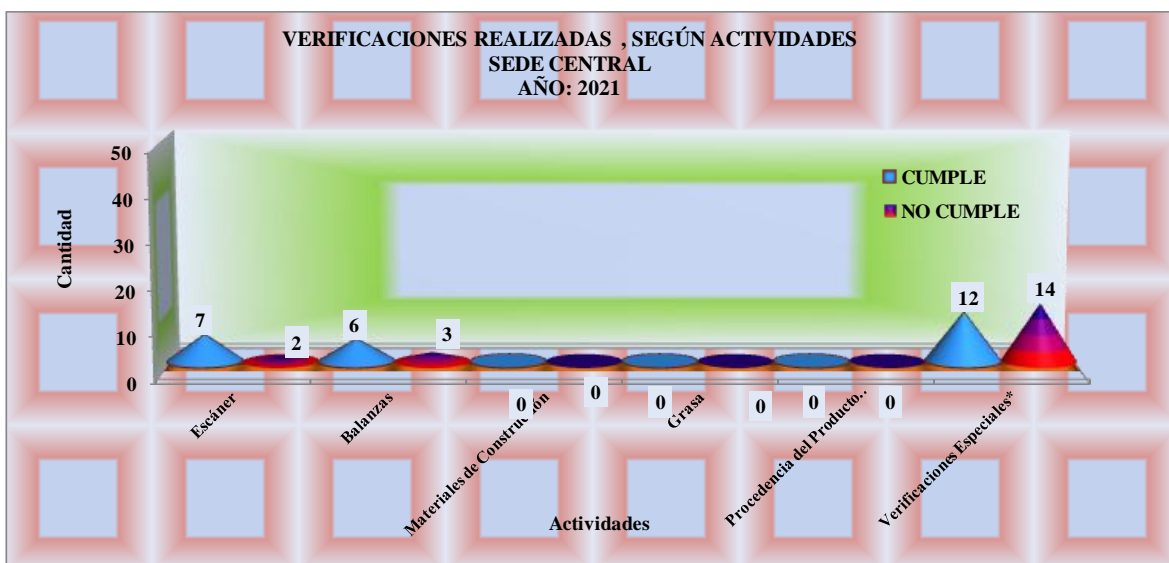 VERIFICACIONES REALIZADAS , SEGÚN ACTIVIDADES
SEDE CENTRAL
AÑO: 2021
Cantidad
50
40
30
20
10
0
CUMPLE
NO CUMPLE
7
2
6
3
0
0
0
0
0
0
12
14
Escáner
Balanzas
Materiales de Construcción
Grasa
Procedencia del Producto..
Verificaciones Especiales*
Actividades